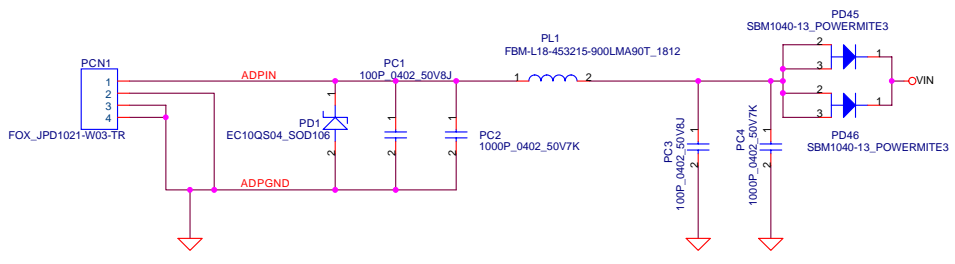 PD45
SBM1040-13_POWERMITE3
PL1
FBM-L18-453215-900LMA90T_1812
PCN1
1
2
3
4
FOX_JPD1021-W03-TR
ADPIN
PC1
100P_0402_50V8J
1
2
2
3
1
VIN
2
3
1
PD46
SBM1040-13_POWERMITE3
1
2
PD1
EC10QS04_SOD106
1
2
1
2
PC2
1000P_0402_50V7K
1
2
PC3
100P_0402_50V8J
1
2
PC4
1000P_0402_50V7K
ADPGND